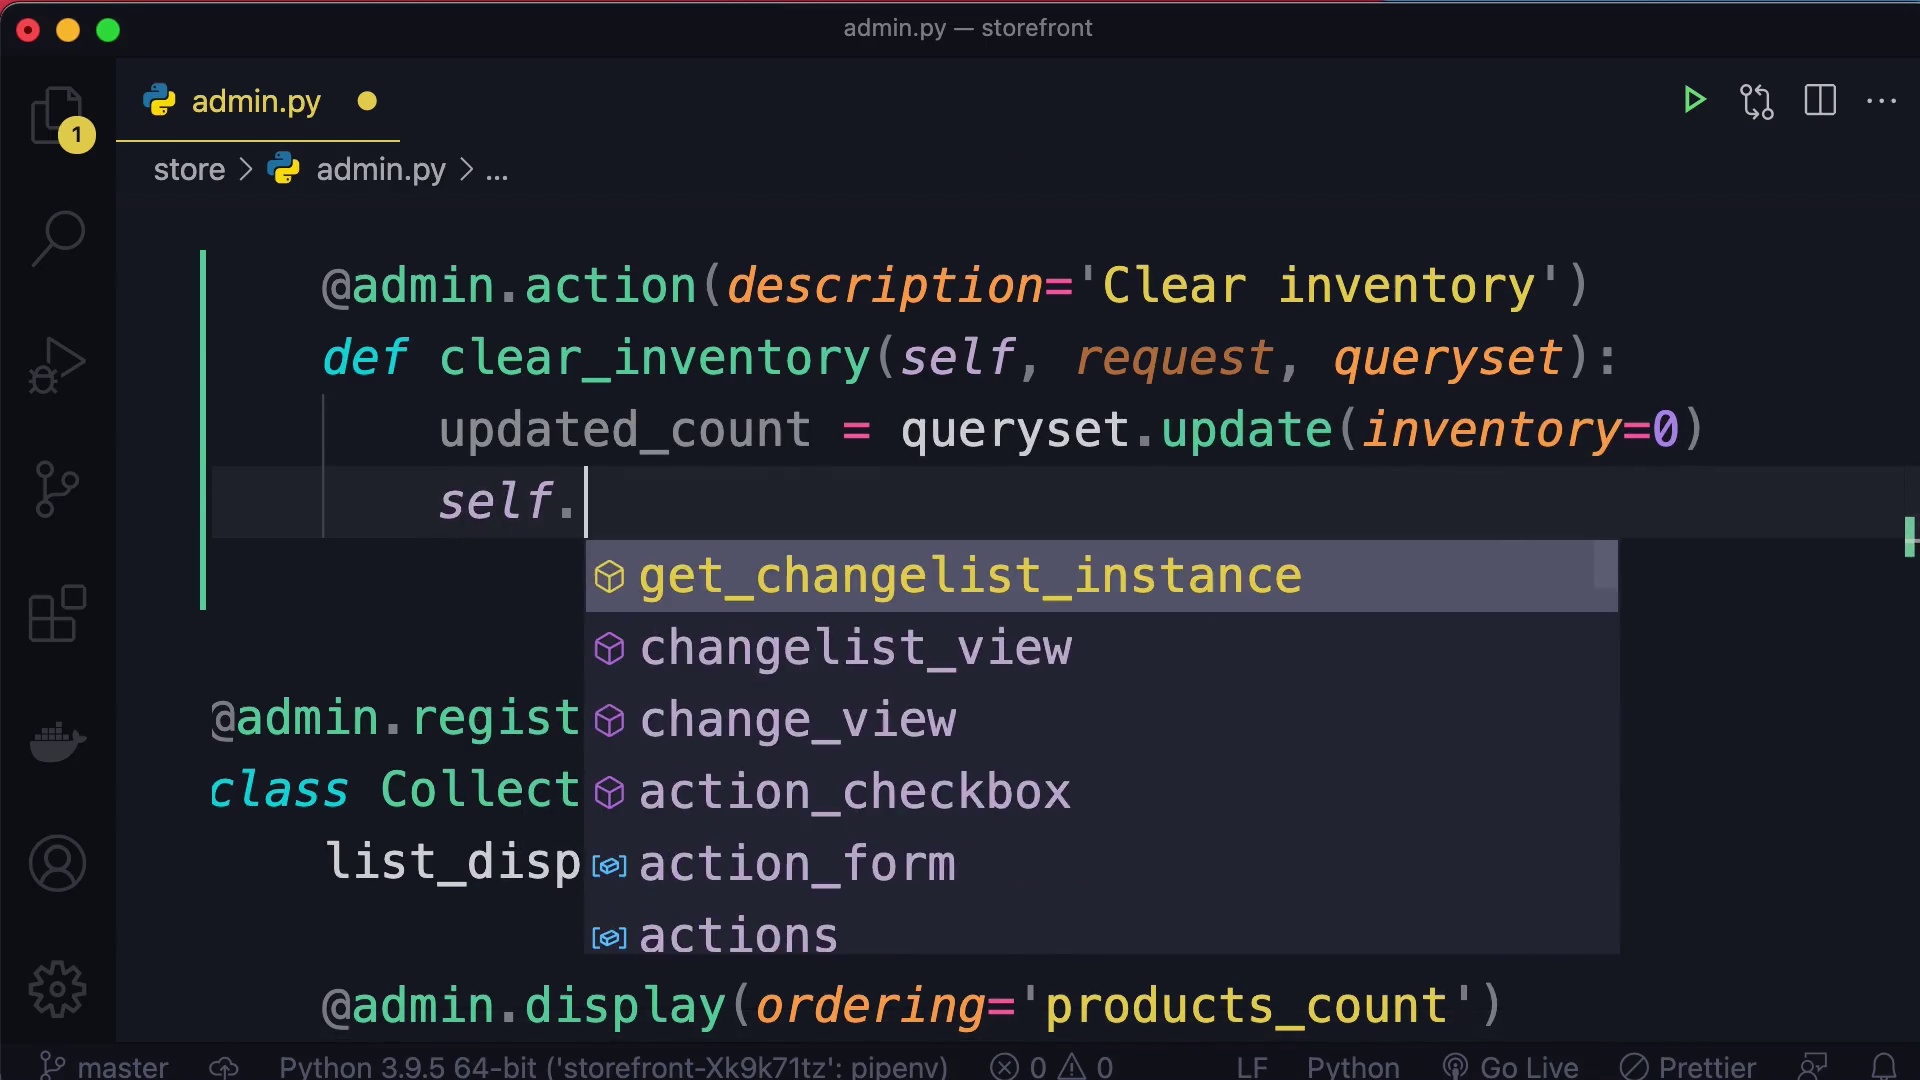 admin.py — storefront
admin.py
1
store > admin.py > ...
@admin.action(description='Clear inventory')
def clear_inventory(self, request, queryset):
updated_count = queryset.update(inventory=0)
self.
get_changelist_instance
changelist_view
@admin.regist
change_view
class Collect
action_checkbox
list_disp
action_form
actions
@admin.display(ordering='products_count')
master Python 3.9.5 64-bit ('storefront-Xk9k71tz': pipenv) 0 0 LF Python Go Live Prettier